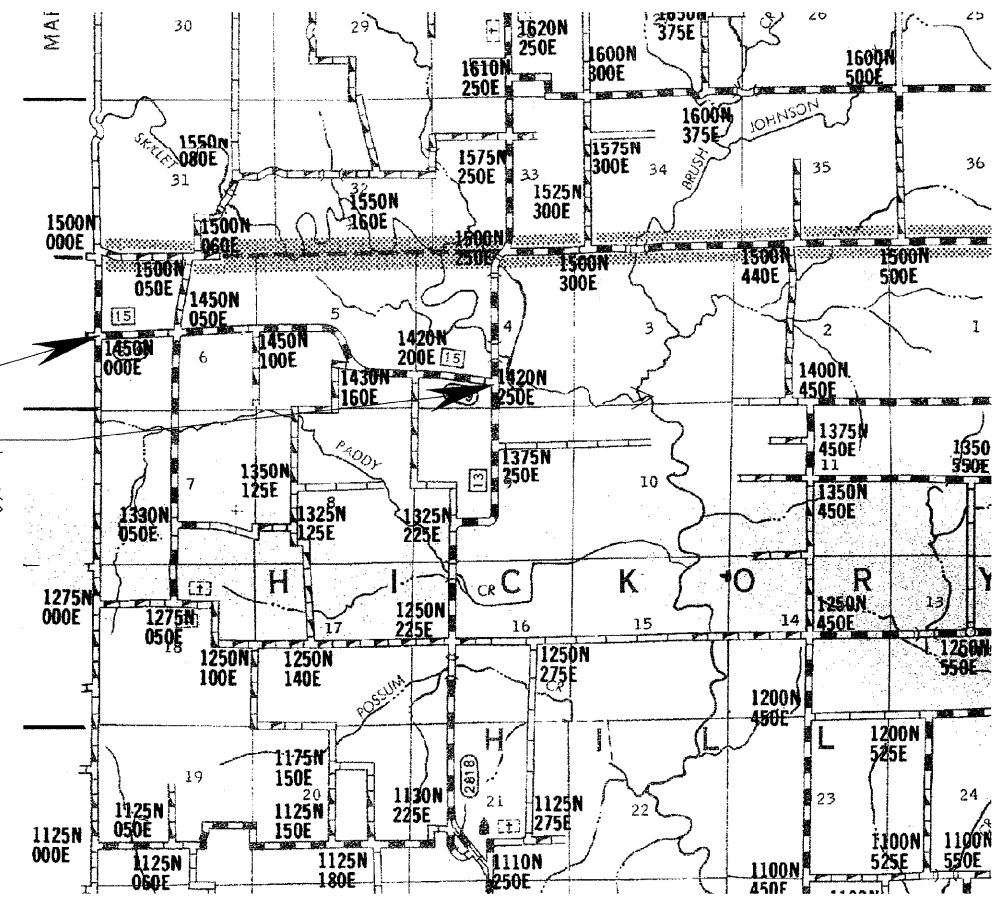 MAI
30
29
26
25
1620N
250E
1650N
375E
1610N
250E
1600N
300E
1600N
500E
1600N
375E
JOHNSON
SKILLET
1550N
080E
31
32
1575N
250E
33
1575N
300E
34
BRUSH
35
36
1550N
160E
1525N
300E
1500N
000E
1500N
060E
1500N
250E
1500N
050E
1500N
300E
1500N
440E
1500N
500E
15
1450N
050E
5
4
3
2
1
1450N
000E
6
1450N
100E
1420N
200E
15
1430N
160E
1420N
250E
1400N
450E
PADDY
1375N
250E
1375N
450E
11
1350
550E
7
1350N
125E
8
13
9
10
1350N
450E
1330N
050E
1325N
125E
1325N
225E
H I C K O R Y
CR
1275N
000E
1275N
050E
18
17
1250N
225E
16
15
14
1250N
450E
13
1250N
100E
1250N
140E
1250N
275E
CR
1250N
550E
POSSUM
1200N
450E
H I L L
1200N
525E
19
1175N
150E
20
2818
21
22
23
24
1125N
050E
1125N
150E
1130N
225E
1125N
275E
1125N
000E
1125N
060E
1125N
180E
1110N
250E
1100N
450E
1100N
525E
1100N
550E
1100N